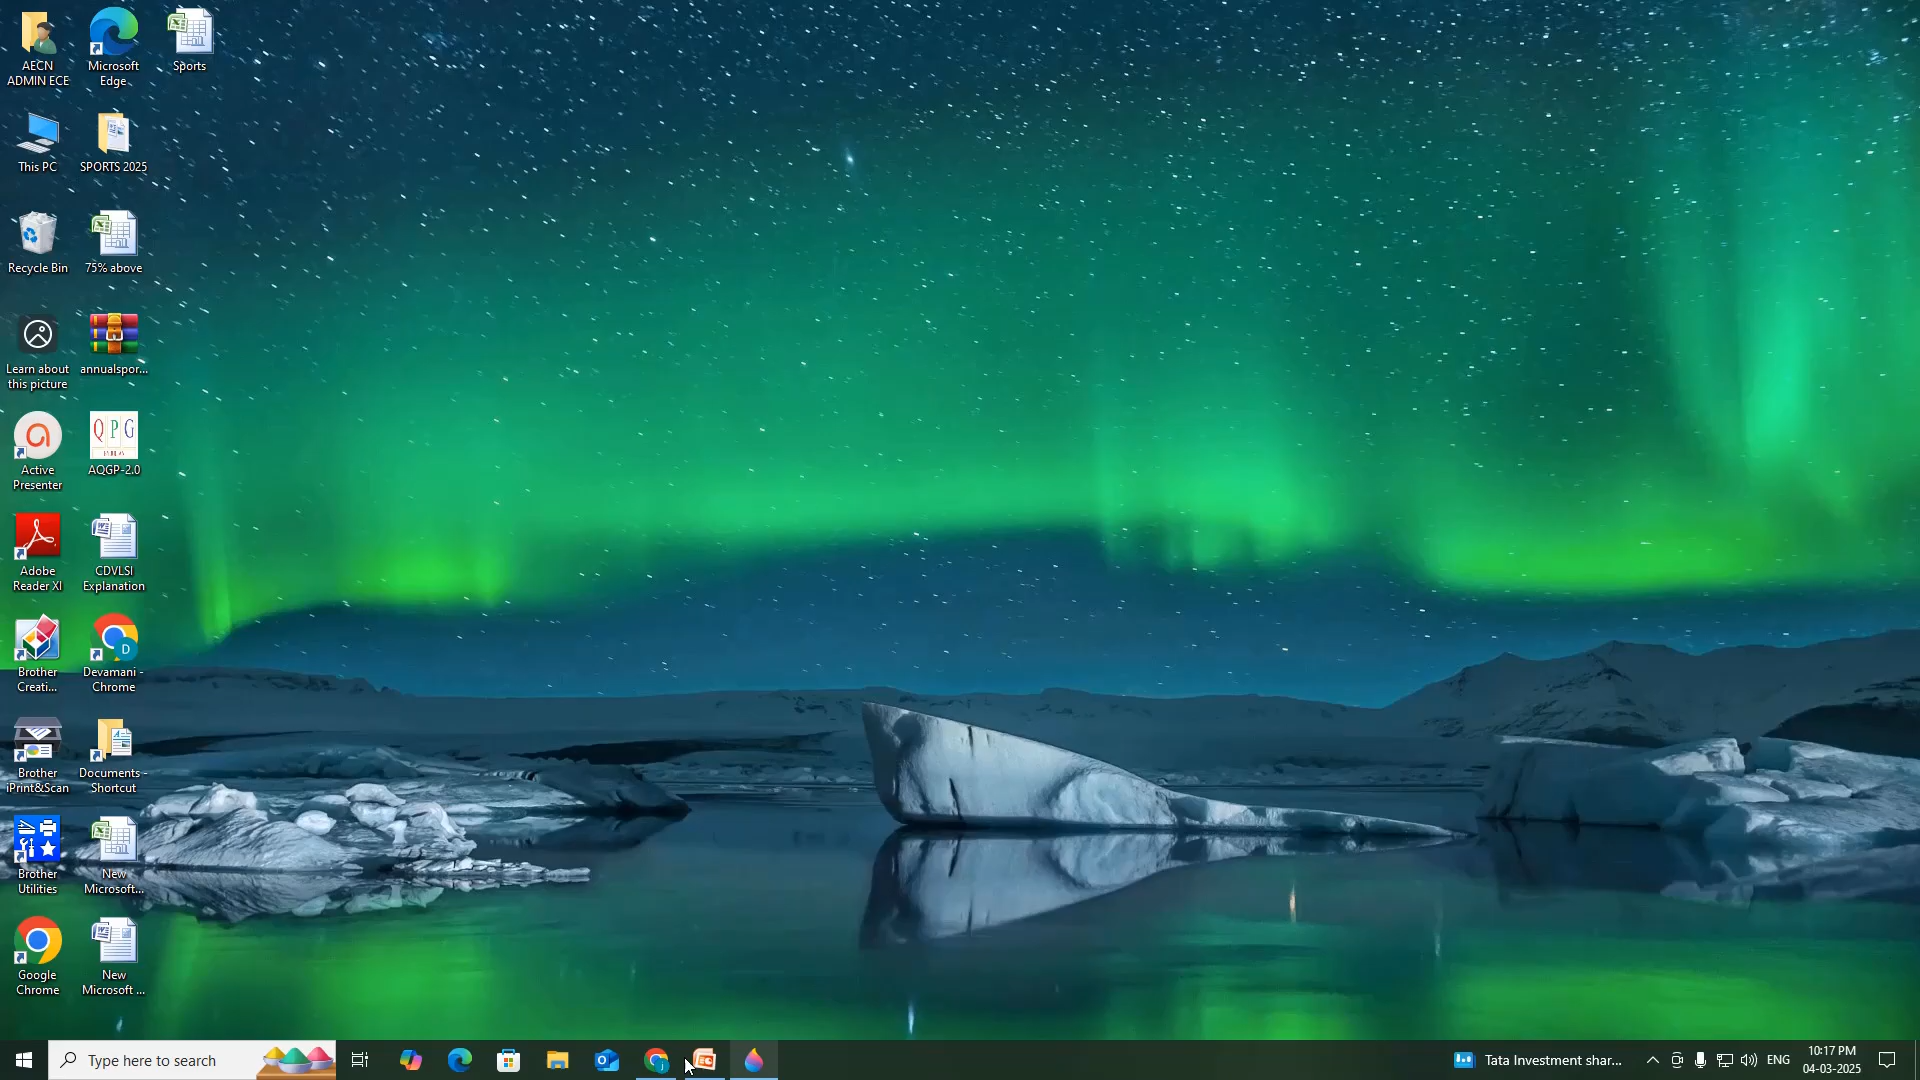 AECN
ADMIN ECE
Microsoft
Edge
Sports
This PC
SPORTS 2025
Recycle Bin
75% above
Learn about
this picture
annualspor...
Active
Presenter
Q P G
AQGP-2.0
Adobe
Reader XI
CDVLSI
Explanation
Brother
Creati...
D
Devamani -
Chrome
Brother
iPrint&Scan
Documents -
Shortcut
Brother
Utilities
New
Microsoft...
Google
Chrome
New
Microsoft ...
Type here to search
Tata Investment shar...
ENG
10:17 PM
04-03-2025